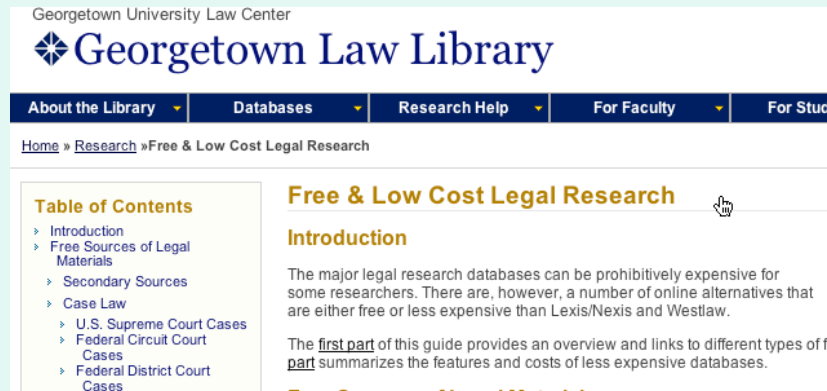 Georgetown University Law Center
Georgetown Law Library
About the Library
Databases
Research Help
For Faculty
For Stud
Home » Research »Free & Low Cost Legal Research
Table of Contents
Introduction
Free Sources of Legal
Materials
Secondary Sources
Case Law
U.S. Supreme Court Cases
Federal Circuit Court
Cases
Federal District Court
Cases
Free & Low Cost Legal Research
Introduction
The major legal research databases can be prohibitively expensive for
some researchers. There are, however, a number of online alternatives that
are either free or less expensive than Lexis/Nexis and Westlaw.
The first part of this guide provides an overview and links to different types of f
part summarizes the features and costs of less expensive databases.